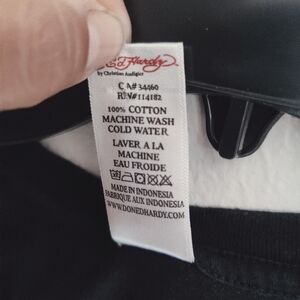 Ed Hardy
by Christian Audigier
CA# 34460
RN# 114182
100% COTTON
MACHINE WASH
COLD WATER
LAVER A LA
MACHINE
EAU FROIDE
MADE IN INDONESIA
FABRIQUE AUX INDONESIA
WWW.DONEDHARDY.COM